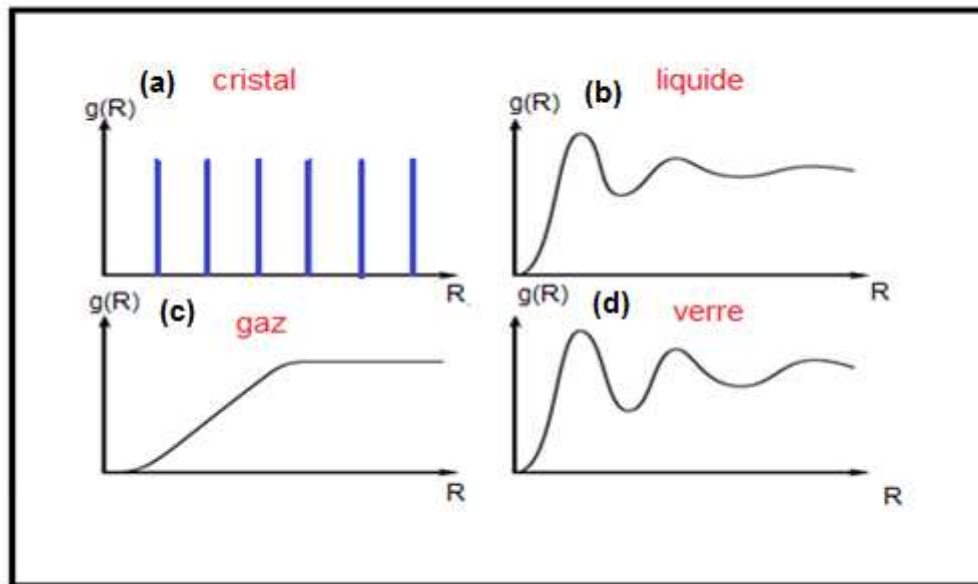 (a) cristal
g(R)
R
(b) liquide
g(R)
R
(c) gaz
g(R)
R
(d) verre
g(R)
R